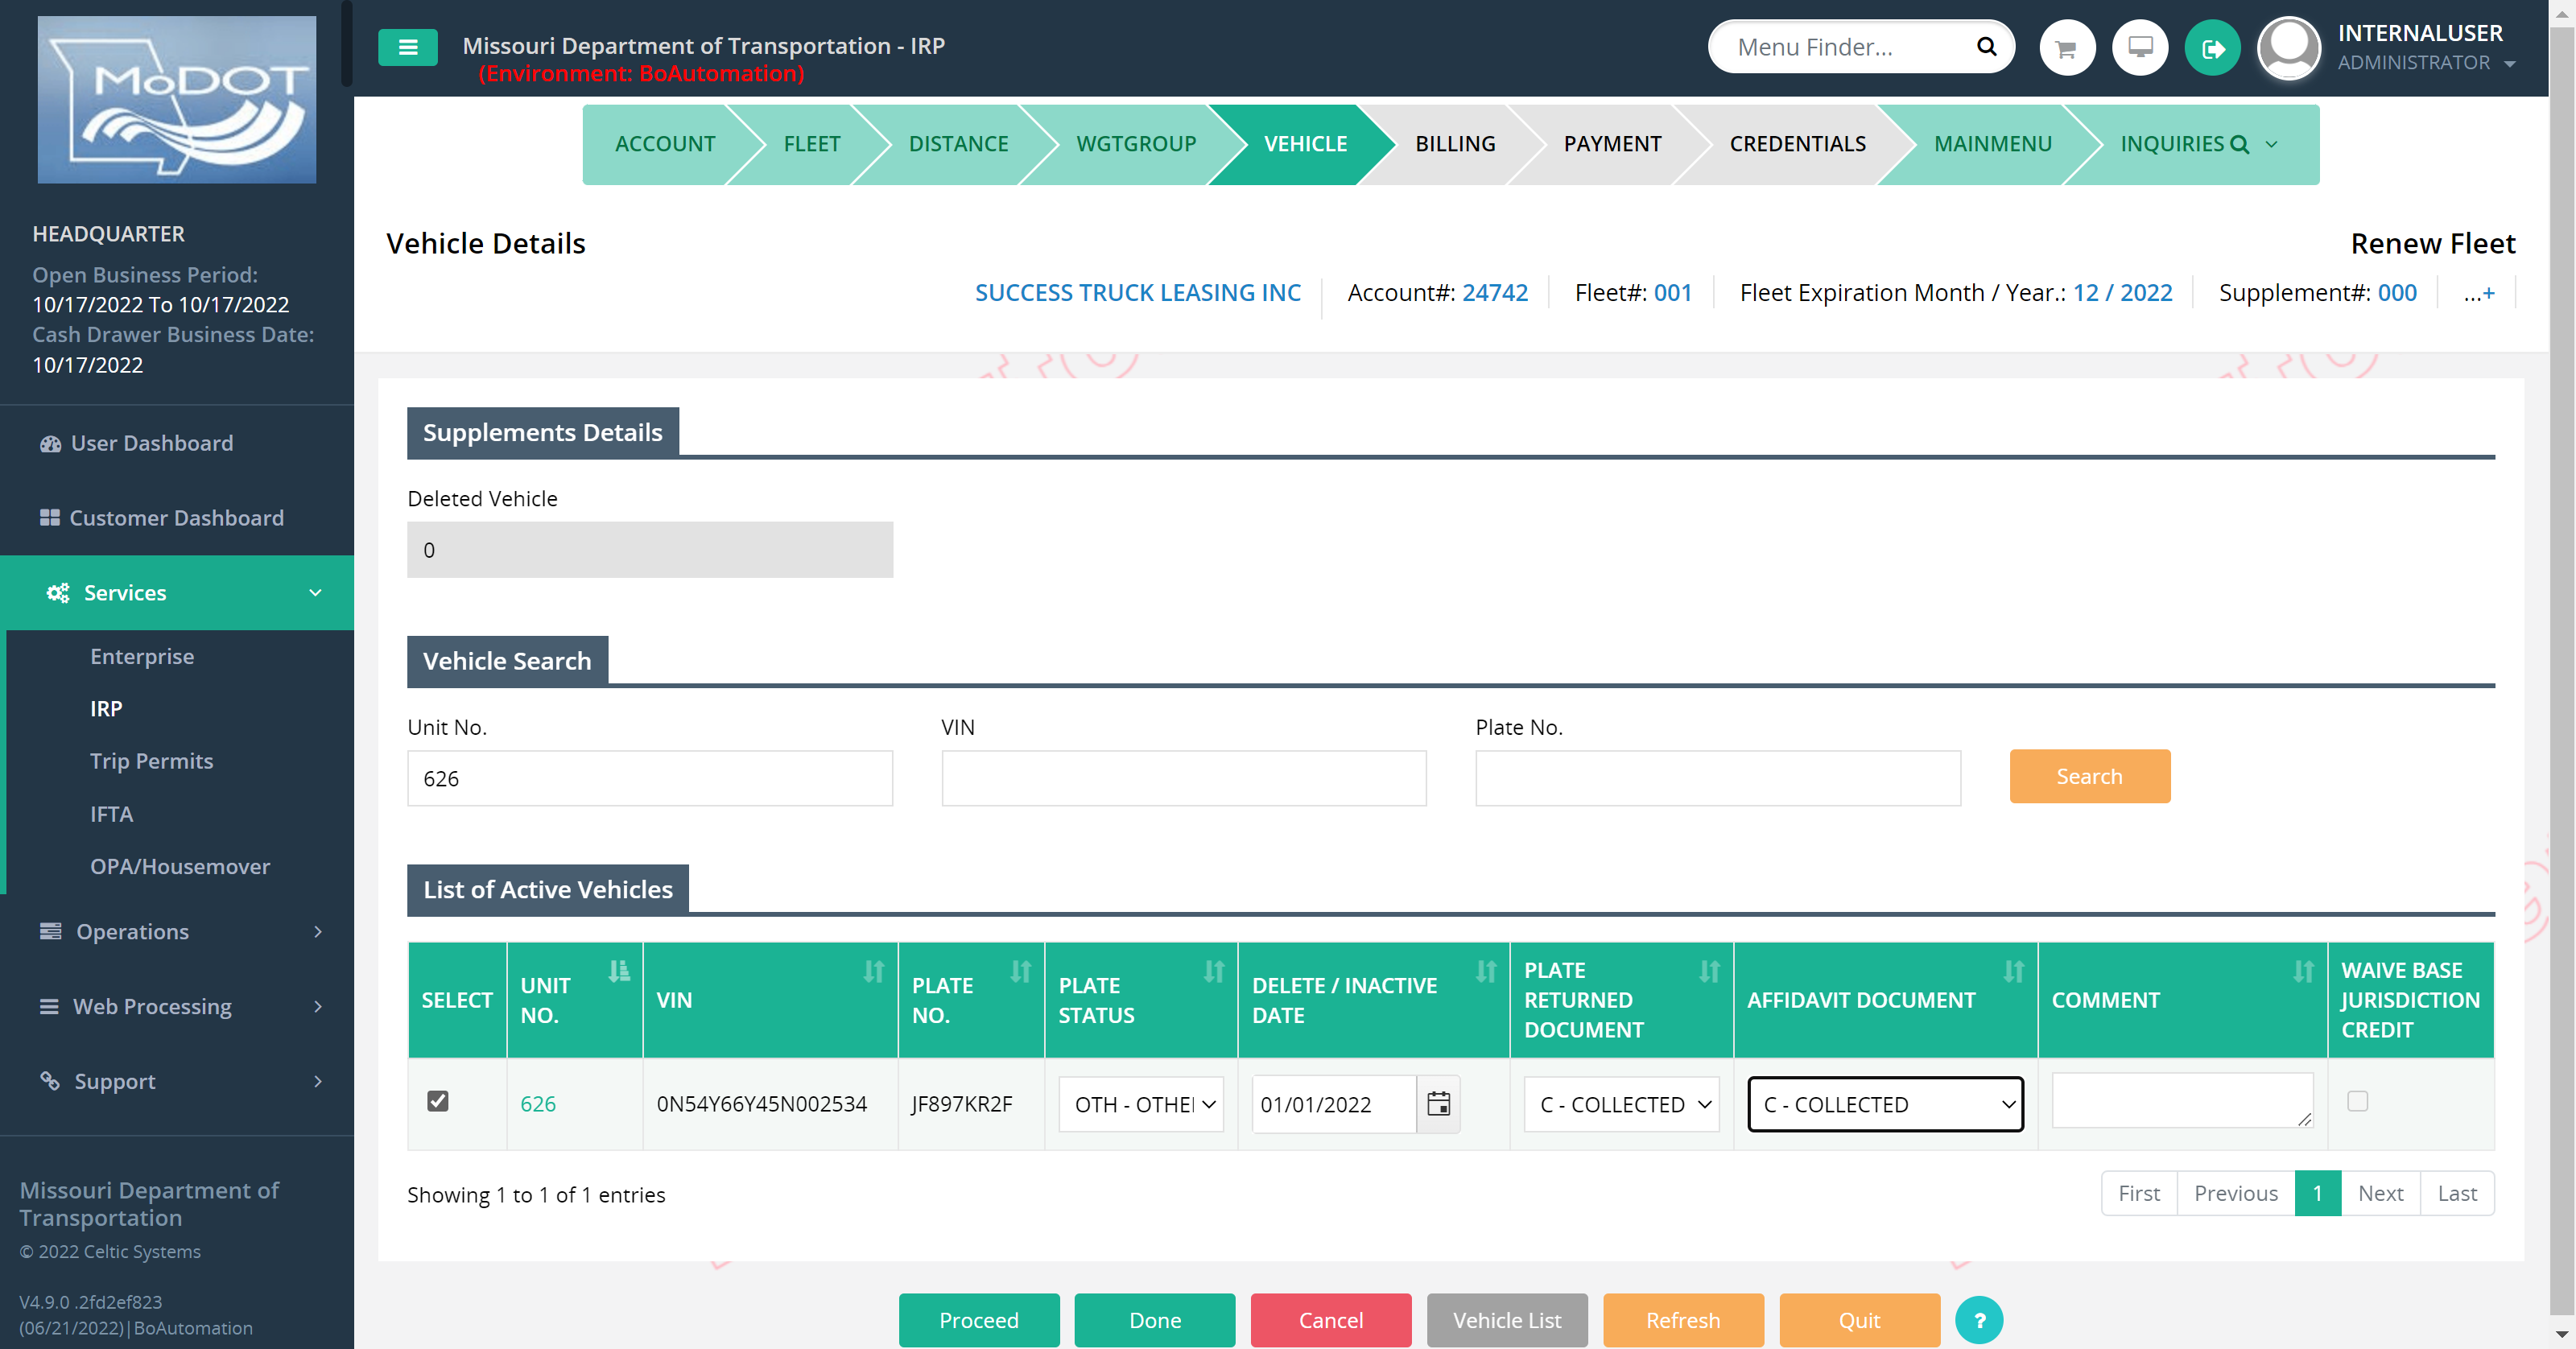 MoDOT
Missouri Department of Transportation - IRP
(Environment: BoAutomation)
Menu Finder...
INTERNALUSER
ADMINISTRATOR
HEADQUARTER
Open Business Period:
10/17/2022 To 10/17/2022
Cash Drawer Business Date:
10/17/2022
User Dashboard
Customer Dashboard
Services
Enterprise
IRP
Trip Permits
IFTA
OPA/Housemover
Operations
Web Processing
Support
Missouri Department of
Transportation
© 2022 Celtic Systems
V4.9.0 .2fd2ef823
(06/21/2022)|BoAutomation
ACCOUNT FLEET DISTANCE WGTGROUP VEHICLE BILLING PAYMENT CREDENTIALS MAINMENU INQUIRIES
Vehicle Details
Renew Fleet
SUCCESS TRUCK LEASING INC Account#: 24742 Fleet#: 001 Fleet Expiration Month / Year.: 12 / 2022 Supplement#: 000 ...+
Supplements Details
Deleted Vehicle
0
Vehicle Search
Unit No. VIN Plate No.
626
Search
List of Active Vehicles
SELECT UNIT NO. VIN PLATE NO. PLATE STATUS DELETE / INACTIVE DATE PLATE RETURNED DOCUMENT AFFIDAVIT DOCUMENT COMMENT WAIVE BASE JURISDICTION CREDIT
626 0N54Y66Y45N002534 JF897KR2F OTH - OTHE 01/01/2022 C - COLLECTED C - COLLECTED
Showing 1 to 1 of 1 entries
First Previous 1 Next Last
Proceed Done Cancel Vehicle List Refresh Quit ?